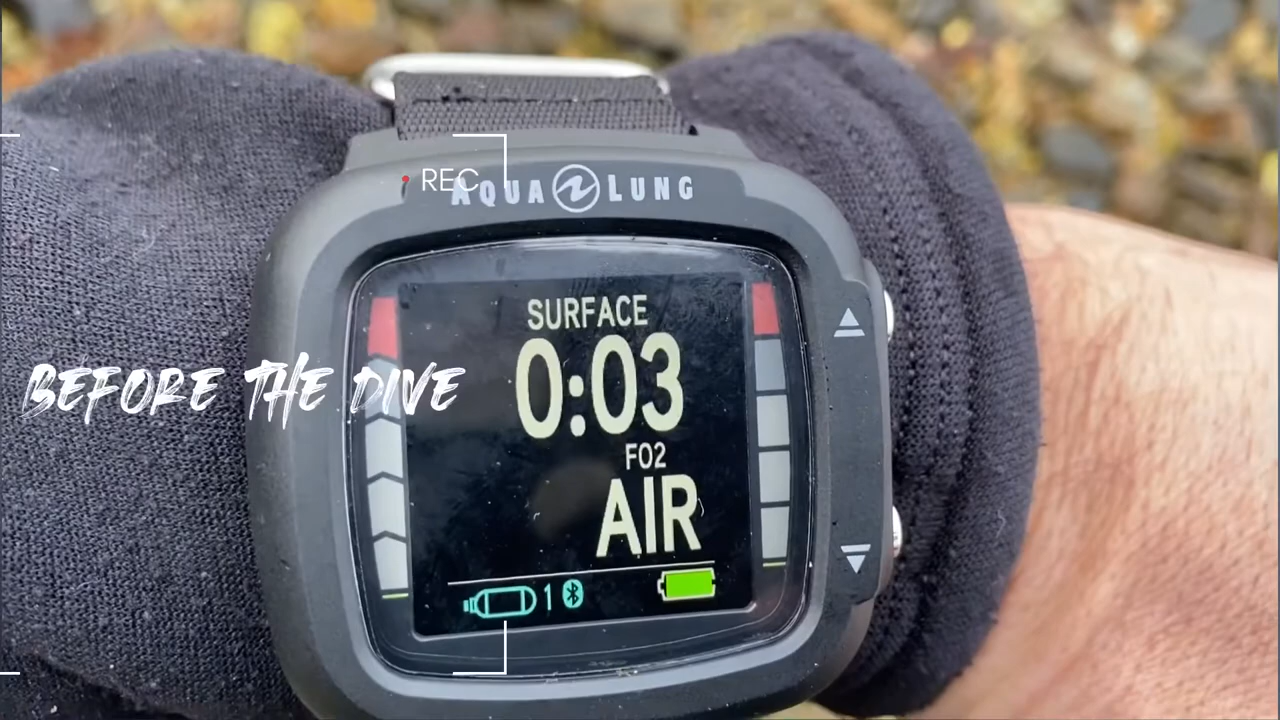 REC
AQUA LUNG
SURFACE
0:03
BEFORE THE DIVE
FO2
AIR
1